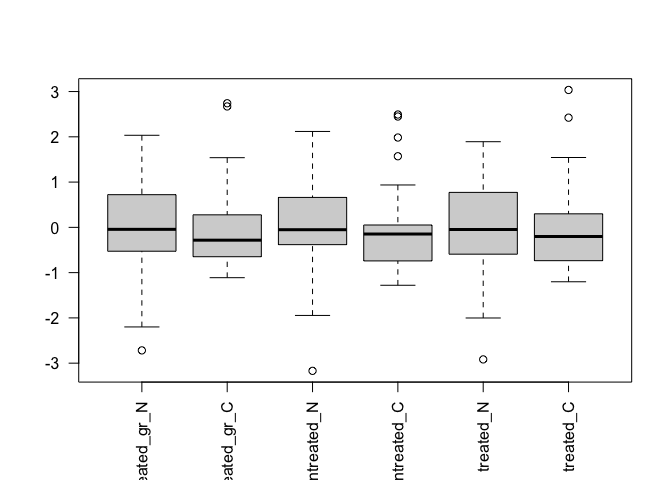 3
2
1
0
-1
-2
-3
eated_gr_N
eated_gr_C
ntreated_N
ntreated_C
treated_N
treated_C